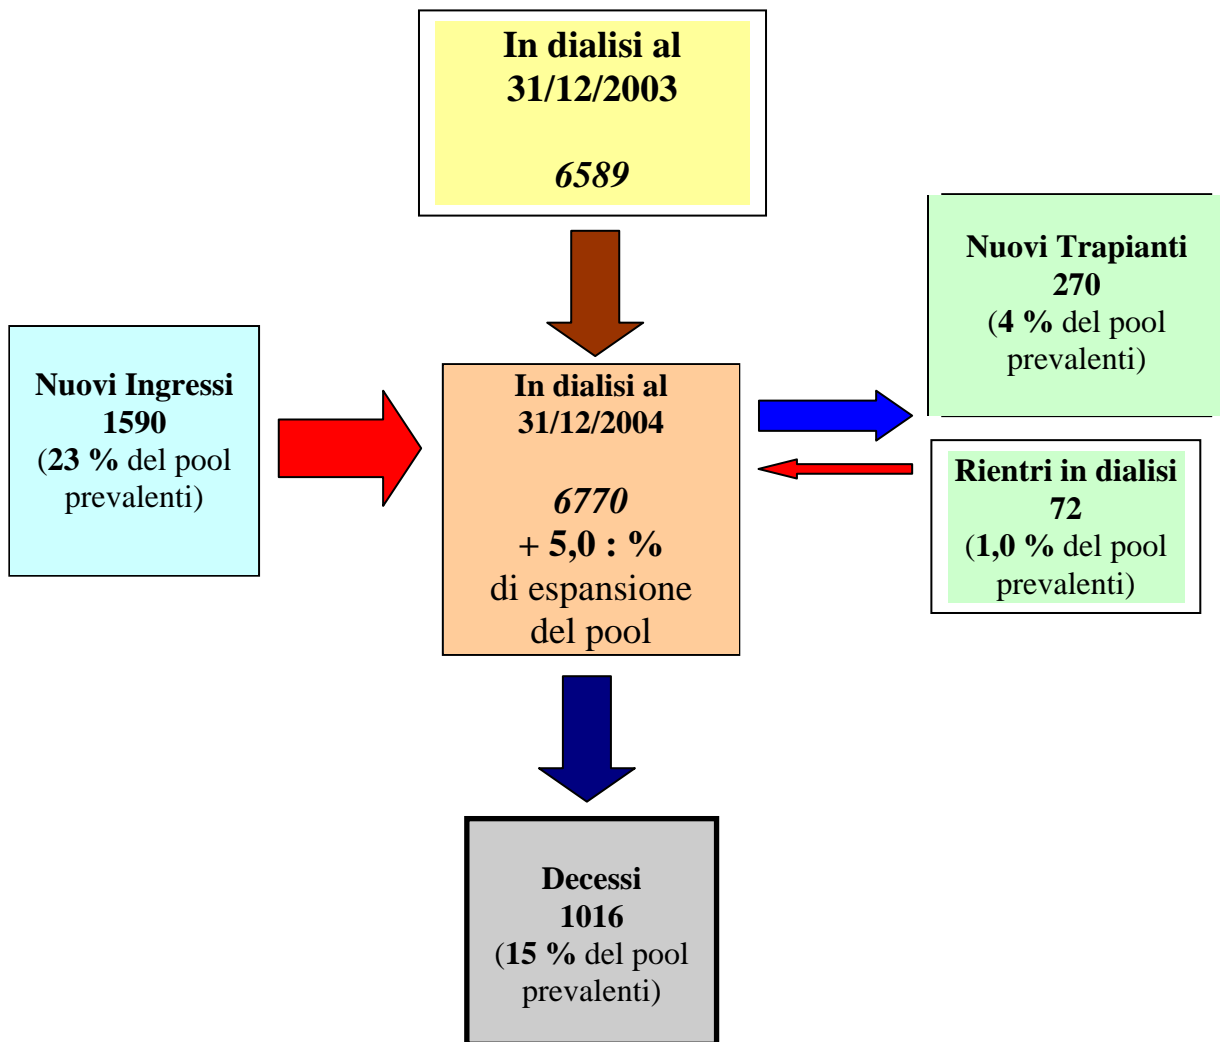 In dialisi al
31/12/2003
6589
Nuovi Trapianti
270
(4 % del pool
prevalenti)
Nuovi Ingressi
1590
(23 % del pool
prevalenti)
In dialisi al
31/12/2004
6770
+ 5,0 : %
di espansione
del pool
Rientri in dialisi
72
(1,0 % del pool
prevalenti)
Decessi
1016
(15 % del pool
prevalenti)